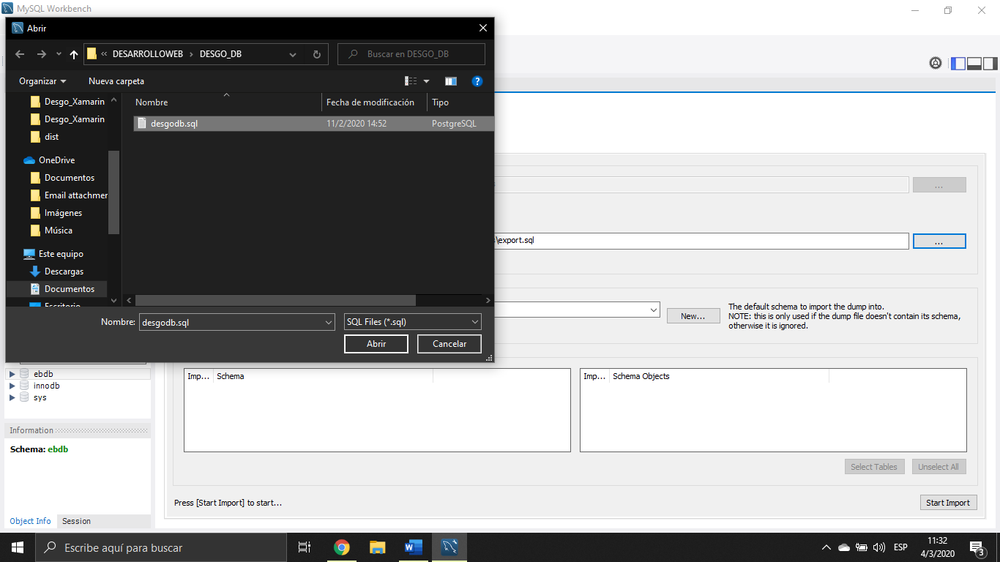 MySQL Workbench
Abrir
« DESARROLLOWEB › DESGO_DB
Buscar en DESGO_DB
Organizar
Nueva carpeta
Desgo_Xamarin
Desgo_Xamarin
dist
OneDrive
Documentos
Email attachmer
Imágenes
Música
Este equipo
Descargas
Documentos
Escritorio
Nombre
Fecha de modificación
Tipo
desgodb.sql
11/2/2020 14:52
PostgreSQL
Nombre:
desgodb.sql
SQL Files (*.sql)
Abrir
Cancelar
...
\export.sql
...
New...
The default schema to import the dump into.
NOTE: this is only used if the dump file doesn't contain its schema,
otherwise it is ignored.
ebdb
innodb
sys
Information
Schema: ebdb
Object Info
Session
Imp...
Schema
Imp...
Schema Objects
Select Tables
Unselect All
Press [Start Import] to start...
Start Import
Escribe aquí para buscar
W
ESP
11:32
4/3/2020
3